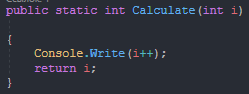 public static int Calculate(int i)
{
Console.Write(i++);
return i;
}